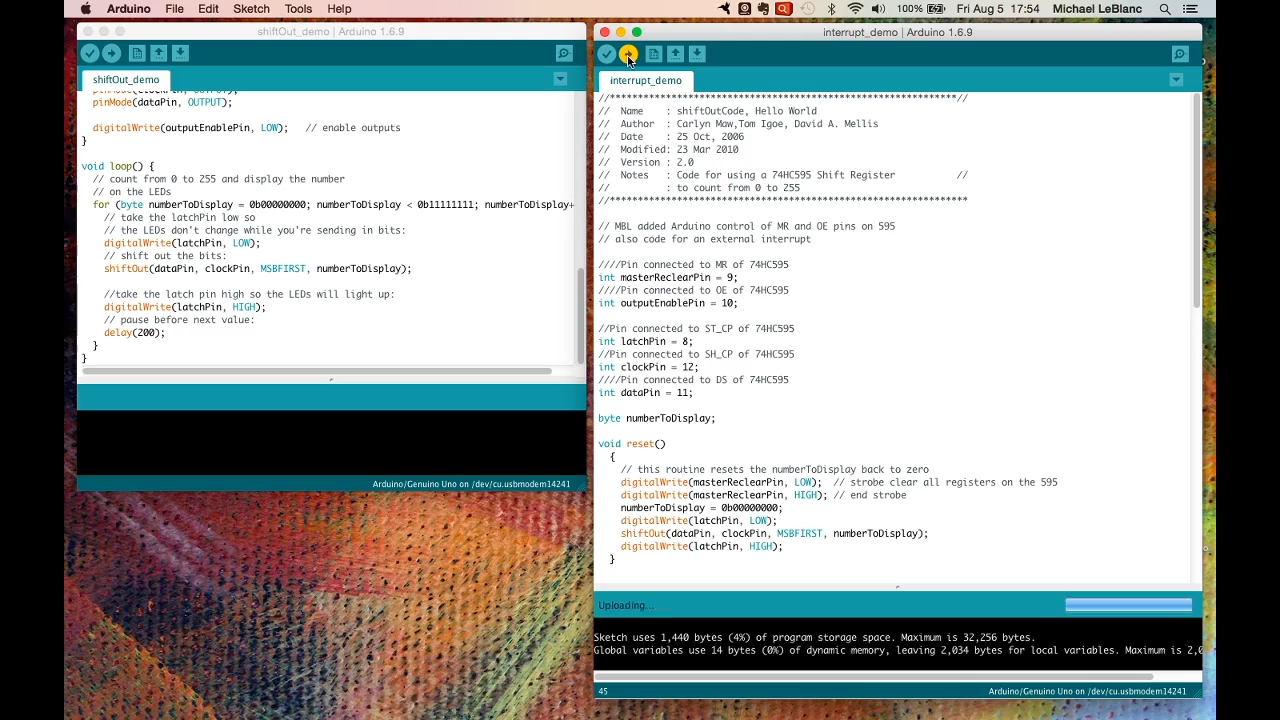 Arduino File Edit Sketch Tools Help 100% Fri Aug 5 17:54 Michael LeBlanc
shiftOut_demo | Arduino 1.6.9
shiftOut_demo
pinMode(clockPin, OUTPUT);
pinMode(dataPin, OUTPUT);
digitalWrite(outputEnablePin, LOW); // enable outputs
}
void loop() {
// count from 0 to 255 and display the number
// on the LEDs
for (byte numberToDisplay = 0b00000000; numberToDisplay < 0b11111111; numberToDisplay+
// take the latchPin low so
// the LEDs don't change while you're sending in bits:
digitalWrite(latchPin, LOW);
// shift out the bits:
shiftOut(dataPin, clockPin, MSBFIRST, numberToDisplay);
//take the latch pin high so the LEDs will light up:
digitalWrite(latchPin, HIGH);
// pause before next value:
delay(200);
}
}
Arduino/Genuino Uno on /dev/cu.usbmodem14241
interrupt_demo | Arduino 1.6.9
interrupt_demo
//****************************************************************//
// Name : shiftOutCode, Hello World
// Author : Carlyn Maw,Tom Igoe, David A. Mellis
// Date : 25 Oct, 2006
// Modified: 23 Mar 2010
// Version : 2.0
// Notes : Code for using a 74HC595 Shift Register //
// : to count from 0 to 255
//******************************************************************
// MBL added Arduino control of MR and OE pins on 595
// also code for an external interrupt
////Pin connected to MR of 74HC595
int masterReclearPin = 9;
////Pin connected to OE of 74HC595
int outputEnablePin = 10;
//Pin connected to ST_CP of 74HC595
int latchPin = 8;
//Pin connected to SH_CP of 74HC595
int clockPin = 12;
////Pin connected to DS of 74HC595
int dataPin = 11;
byte numberToDisplay;
void reset()
{
// this routine resets the numberToDisplay back to zero
digitalWrite(masterReclearPin, LOW); // strobe clear all registers on the 595
digitalWrite(masterReclearPin, HIGH); // end strobe
numberToDisplay = 0b00000000;
digitalWrite(latchPin, LOW);
shiftOut(dataPin, clockPin, MSBFIRST, numberToDisplay);
digitalWrite(latchPin, HIGH);
}
Uploading...
Sketch uses 1,440 bytes (4%) of program storage space. Maximum is 32,256 bytes.
Global variables use 14 bytes (0%) of dynamic memory, leaving 2,034 bytes for local variables. Maximum is 2,0
45 Arduino/Genuino Uno on /dev/cu.usbmodem14241